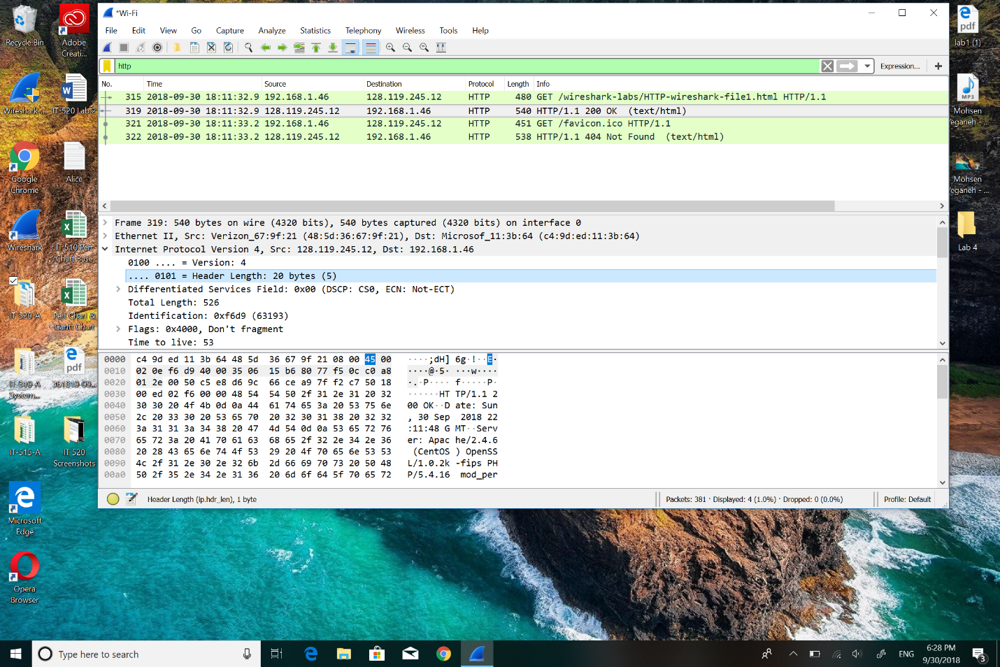 *Wi-Fi
File Edit View Go Capture Analyze Statistics Telephony Wireless Tools Help
http
Expression... +
No. Time Source Destination Protocol Length Info
315 2018-09-30 18:11:32.9 192.168.1.46 128.119.245.12 HTTP 480 GET /wireshark-labs/HTTP-wireshark-file1.html HTTP/1.1
319 2018-09-30 18:11:32.9 128.119.245.12 192.168.1.46 HTTP 540 HTTP/1.1 200 OK (text/html)
321 2018-09-30 18:11:33.2 192.168.1.46 128.119.245.12 HTTP 451 GET /favicon.ico HTTP/1.1
322 2018-09-30 18:11:33.2 128.119.245.12 192.168.1.46 HTTP 538 HTTP/1.1 404 Not Found (text/html)
Frame 319: 540 bytes on wire (4320 bits), 540 bytes captured (4320 bits) on interface 0
Ethernet II, Src: Verizon_67:9f:21 (48:5d:36:67:9f:21), Dst: Microsof_11:3b:64 (c4:9d:ed:11:3b:64)
Internet Protocol Version 4, Src: 128.119.245.12, Dst: 192.168.1.46
0100 .... = Version: 4
.... 0101 = Header Length: 20 bytes (5)
Differentiated Services Field: 0x00 (DSCP: CS0, ECN: Not-ECT)
Total Length: 526
Identification: 0xf6d9 (63193)
Flags: 0x4000, Don't fragment
Time to live: 53
0000 c4 9d ed 11 3b 64 48 5d 36 67 9f 21 08 00 45 00 ····;dH] 6g·!··E·
0010 02 0e f6 d9 40 00 35 06 15 b6 80 77 f5 0c c0 a8 ····@·5· ···w····
0020 01 2e 00 50 c5 e8 d6 9c 66 ce a9 7f f2 c7 50 18 ·.·P···· f·····P·
0030 00 ed 02 f6 00 00 48 54 54 50 2f 31 2e 31 20 32 ······HT TP/1.1 2
0040 30 30 20 4f 4b 0d 0a 44 61 74 65 3a 20 53 75 6e 00 OK··D ate: Sun
0050 2c 20 33 30 20 53 65 70 20 32 30 31 38 20 32 32 , 30 Sep 2018 22
0060 3a 31 31 3a 34 38 20 47 4d 54 0d 0a 53 65 72 76 :11:48 G MT··Serv
0070 65 72 3a 20 41 70 61 63 68 65 2f 32 2e 34 2e 36 er: Apac he/2.4.6
0080 20 28 43 65 6e 74 4f 53 29 20 4f 70 65 6e 53 53 (CentOS ) OpenSS
0090 4c 2f 31 2e 30 2e 32 6b 2d 66 69 70 73 20 50 48 L/1.0.2k -fips PH
00a0 50 2f 35 2e 34 2e 31 36 20 6d 6f 64 5f 70 65 72 P/5.4.16 mod_per
Header Length (ip.hdr_len), 1 byte
Packets: 381 · Displayed: 4 (1.0%) · Dropped: 0 (0.0%)
Profile: Default
Recycle Bin
Adobe
Creati...
Wireshark ...
IT-520 Lab 2
Google
Chrome
Alice
Wireshark
IT-510 Pert
Chart Base
IT-520-A
Pert Chart &
Gantt Chart
IT-510-A
System...
pdf
361810-09...
IT-515-A
IT 520
Screenshots
Microsoft
Edge
Opera
Browser
pdf
lab1 (1)
MP3
Mohsen
Yeganeh - ...
Mohsen
Yeganeh - ...
Lab 4
Type here to search
ENG
6:28 PM
9/30/2018
3